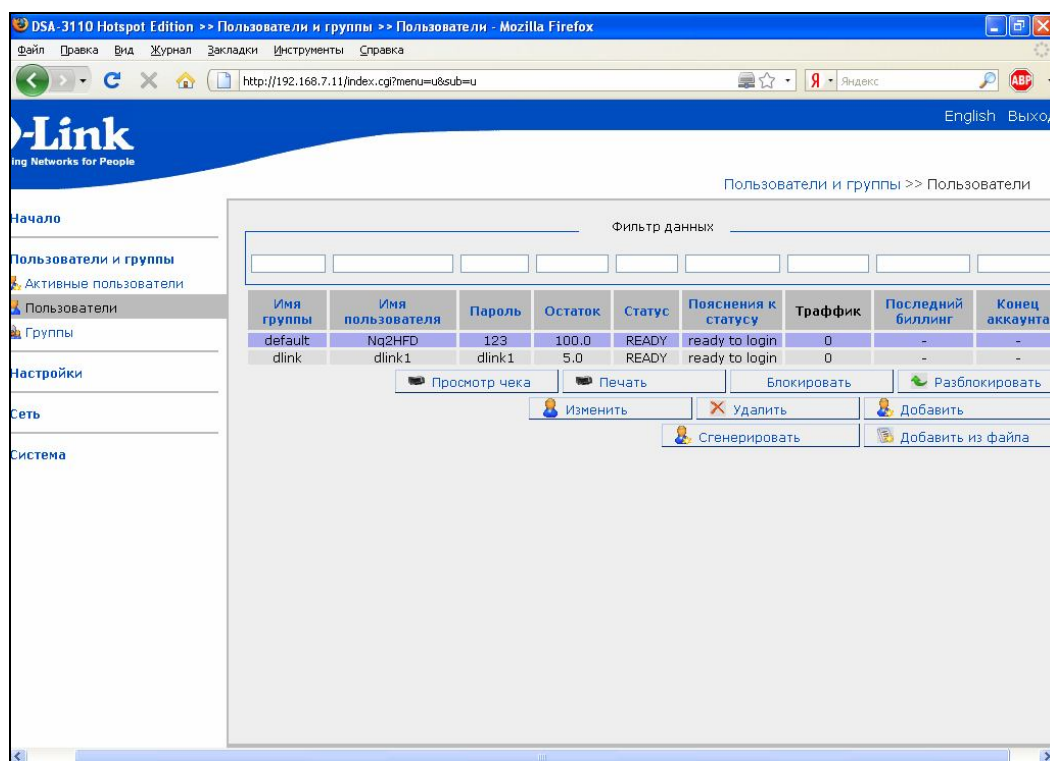 DSA-3110 Hotspot Edition >> Пользователи и группы >> Пользователи - Mozilla Firefox
Файл Правка Вид Журнал Закладки Инструменты Справка
http://192.168.7.11/index.cgi?menu=u&sub=u Я Яндекс ABP
English Выход
-Link
ing Networks for People
Пользователи и группы >> Пользователи
Начало
Пользователи и группы
Активные пользователи
Пользователи
Группы
Настройки
Сеть
Система
Фильтр данных
Имя группы Имя пользователя Пароль Остаток Статус Пояснения к статусу Траффик Последний биллинг Конец аккаунта
default Nq2HFD 123 100.0 READY ready to login 0 - -
dlink dlink1 dlink1 5.0 READY ready to login 0 - -
Просмотр чека Печать Блокировать Разблокировать
Изменить Удалить Добавить
Сгенерировать Добавить из файла